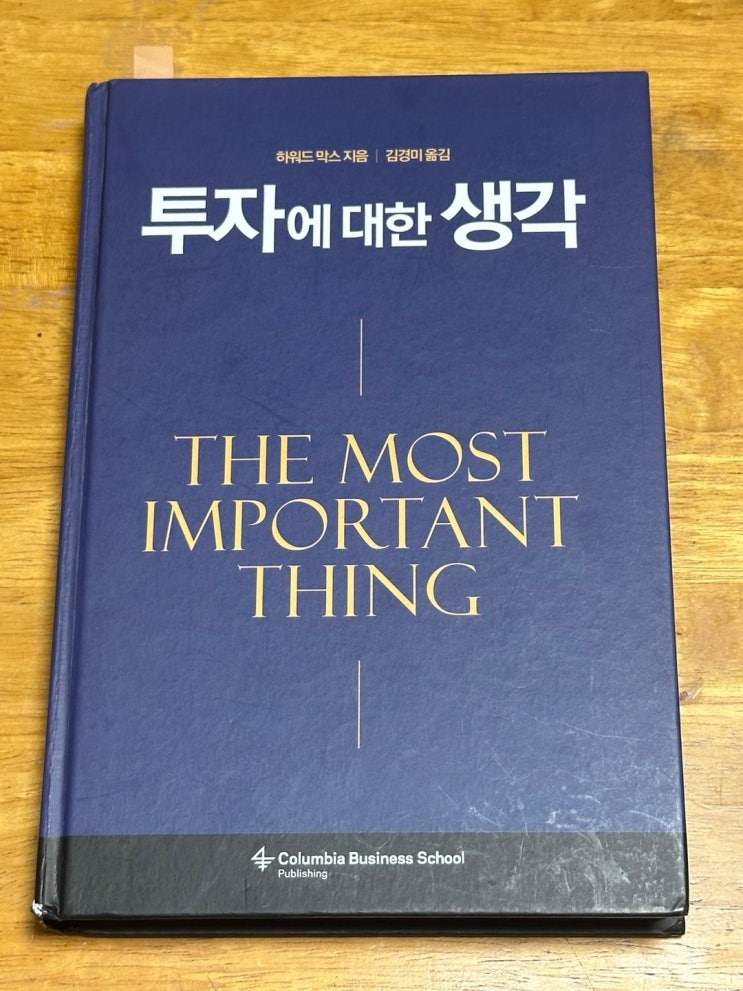 하워드 막스 지음 | 김경미 옮김
투자에 대한 생각
THE MOST
IMPORTANT
THING
Columbia Business School
Publishing